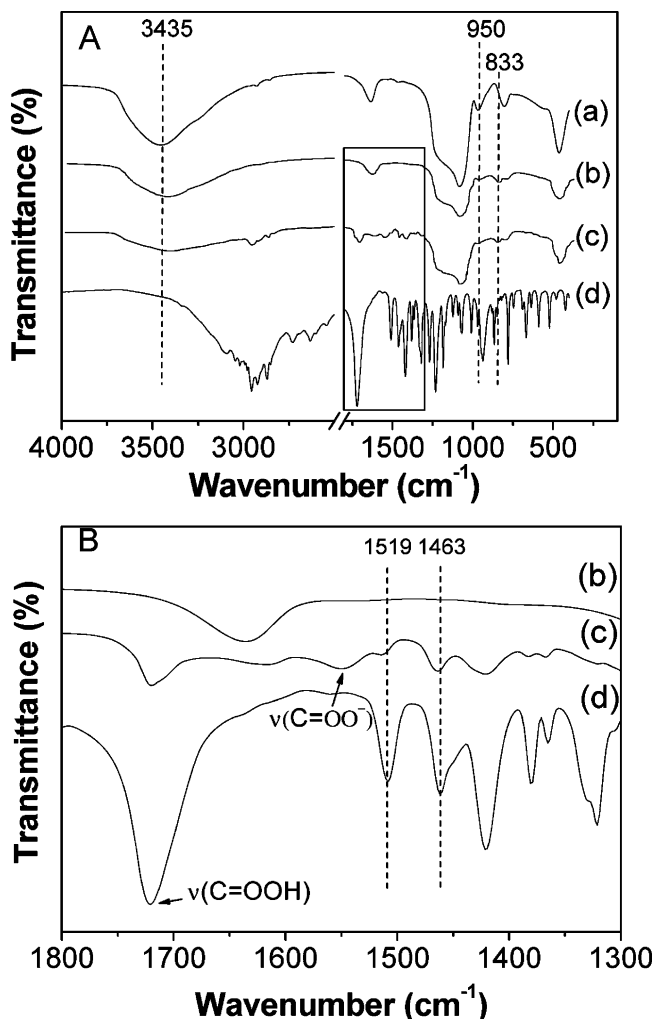 A
3435
950
833
(a)
(b)
(c)
(d)
Transmittance (%)
4000 3500 3000 1500 1000 500
Wavenumber (cm⁻¹)
B
1519 1463
(b)
(c)
(d)
ν(C=OO⁻)
ν(C=OOH)
Transmittance (%)
1800 1700 1600 1500 1400 1300
Wavenumber (cm⁻¹)